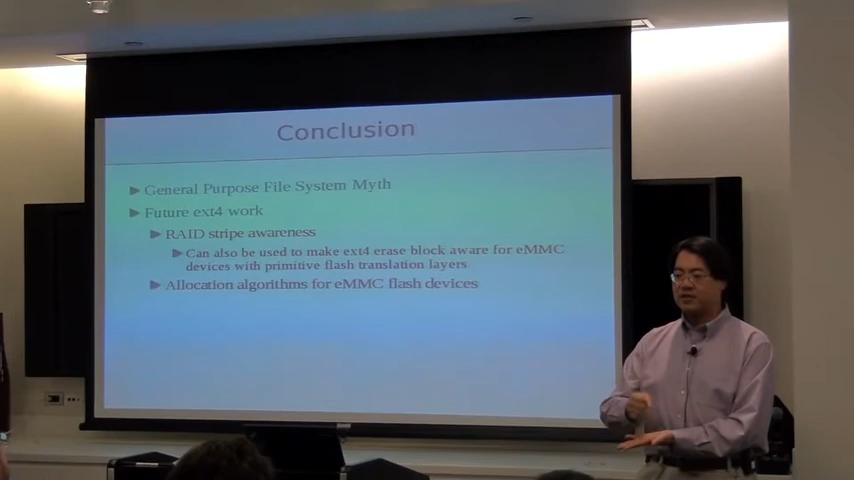 Conclusion
General Purpose File System Myth
Future ext4 work
RAID stripe awareness
Can also be used to make ext4 erase block aware for eMMC
devices with primitive flash translation layers
Allocation algorithms for eMMC flash devices